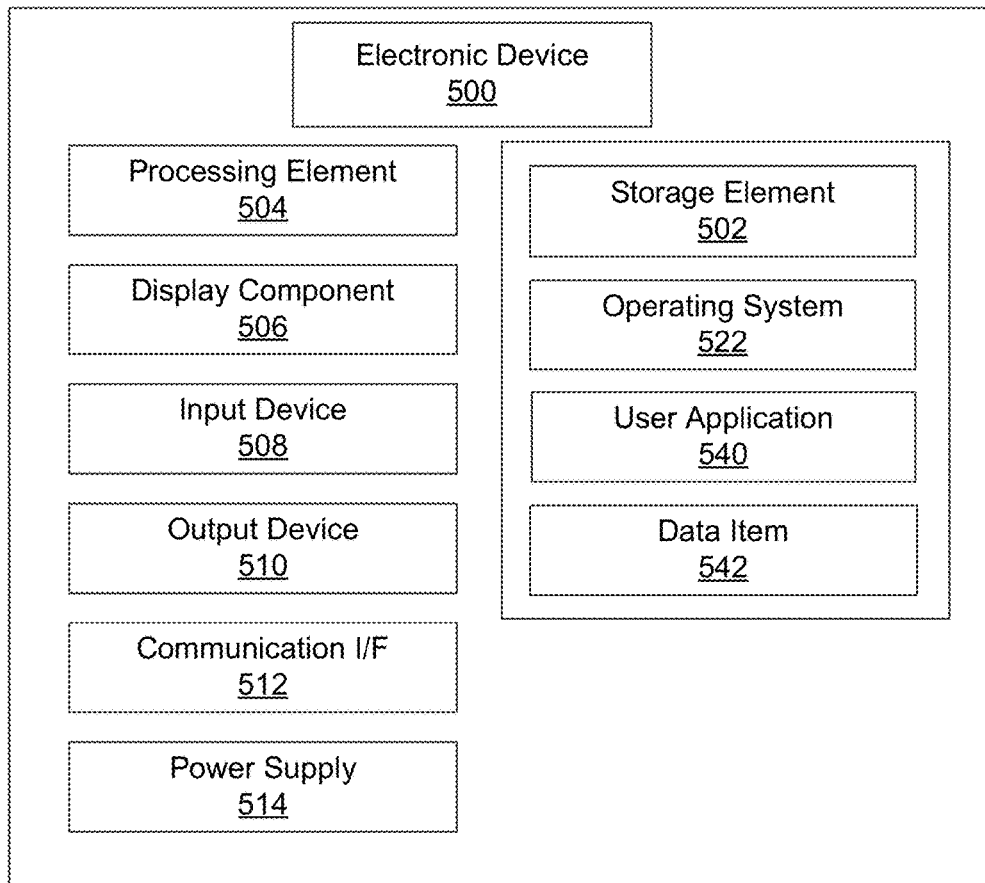 Electronic Device
500
Processing Element
504
Display Component
506
Input Device
508
Output Device
510
Communication I/F
512
Power Supply
514
Storage Element
502
Operating System
522
User Application
540
Data Item
542